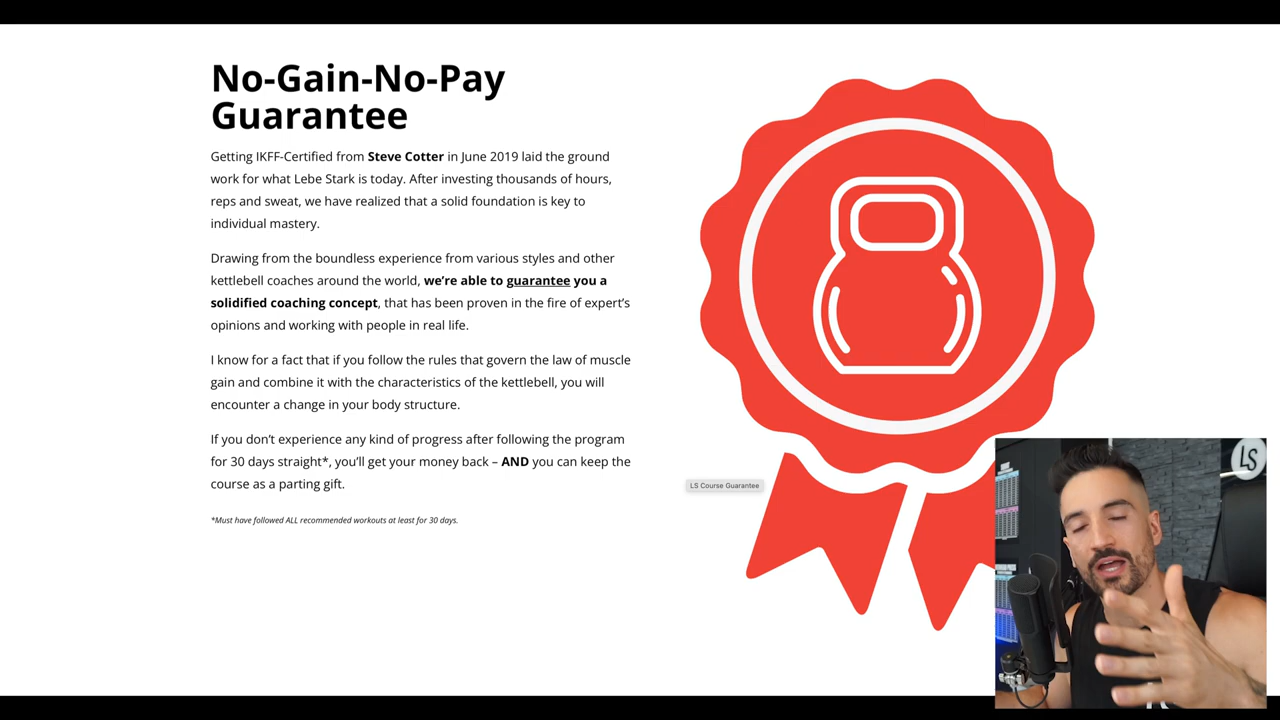 No-Gain-No-Pay
Guarantee
Getting IKFF-Certified from Steve Cotter in June 2019 laid the ground
work for what Lebe Stark is today. After investing thousands of hours,
reps and sweat, we have realized that a solid foundation is key to
individual mastery.
Drawing from the boundless experience from various styles and other
kettlebell coaches around the world, we’re able to guarantee you a
solidified coaching concept, that has been proven in the fire of expert’s
opinions and working with people in real life.
I know for a fact that if you follow the rules that govern the law of muscle
gain and combine it with the characteristics of the kettlebell, you will
encounter a change in your body structure.
If you don’t experience any kind of progress after following the program
for 30 days straight*, you’ll get your money back – AND you can keep the
course as a parting gift.
*Must have followed ALL recommended workouts at least for 30 days.
LS Course Guarantee
LS